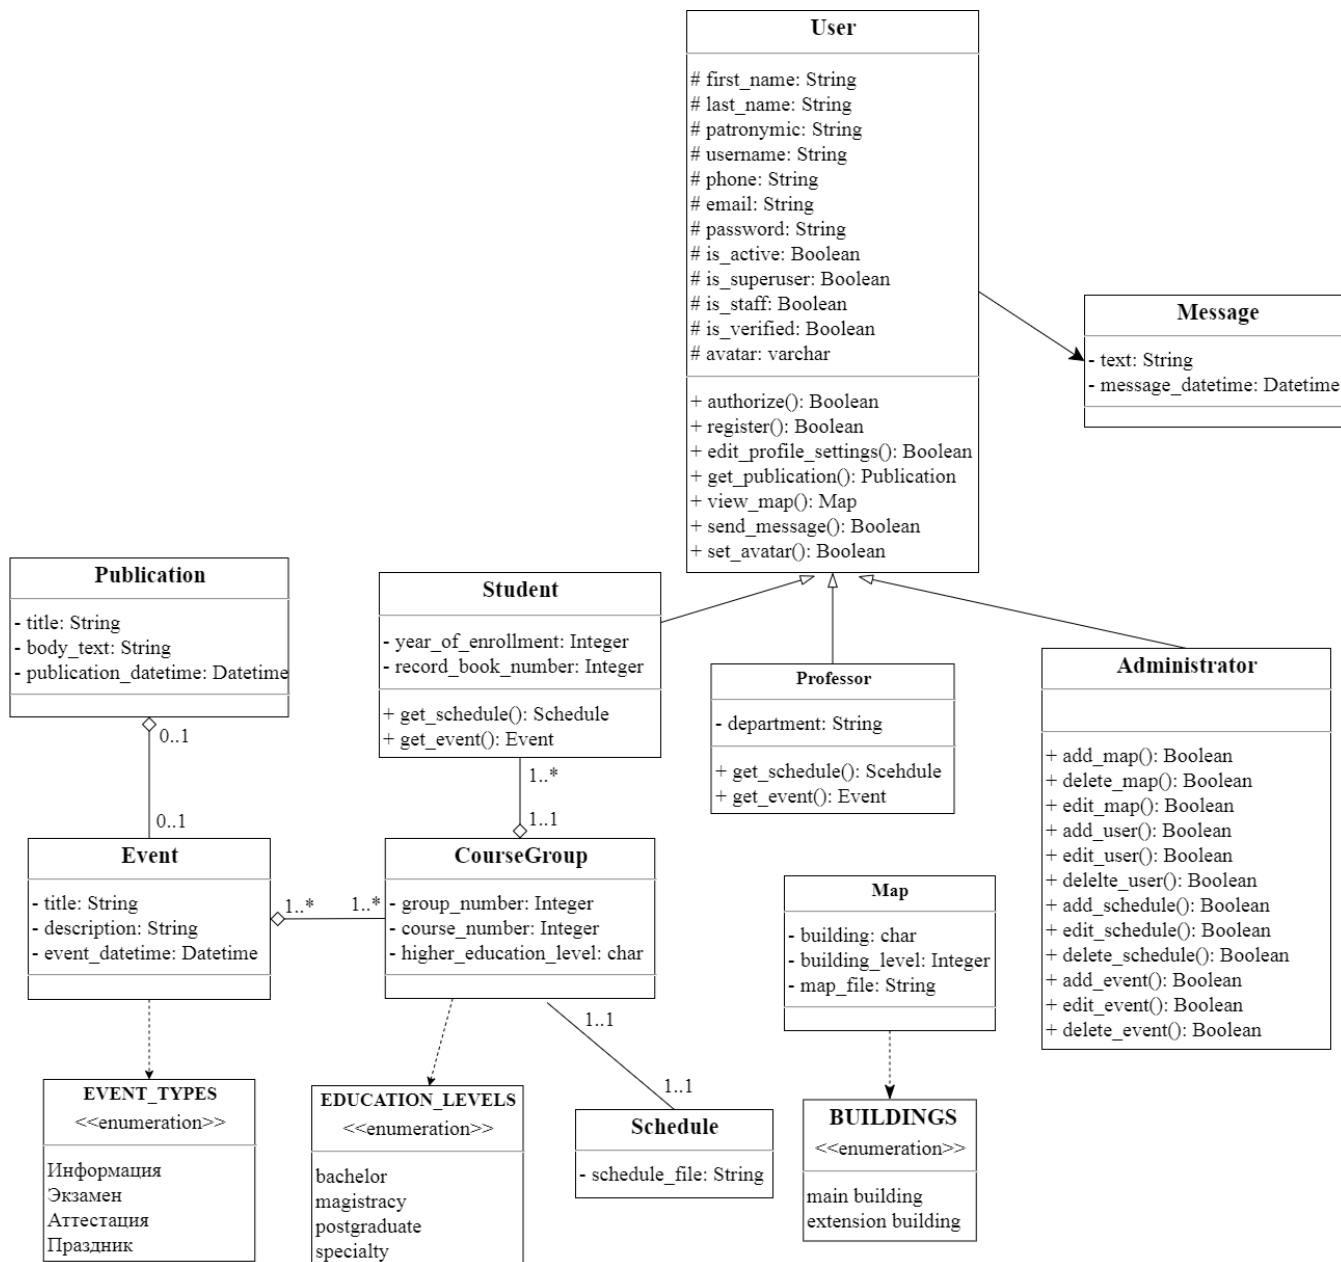 User
# first_name: String
# last_name: String
# patronymic: String
# username: String
# phone: String
# email: String
# password: String
# is_active: Boolean
# is_superuser: Boolean
# is_staff: Boolean
# is_verified: Boolean
# avatar: varchar
+ authorize(): Boolean
+ register(): Boolean
+ edit_profile_settings(): Boolean
+ get_publication(): Publication
+ view_map(): Map
+ send_message(): Boolean
+ set_avatar(): Boolean
Message
- text: String
- message_datetime: Datetime
Publication
- title: String
- body_text: String
- publication_datetime: Datetime
0..1
0..1
Student
- year_of_enrollment: Integer
- record_book_number: Integer
+ get_schedule(): Schedule
+ get_event(): Event
1..*
1..1
Professor
- department: String
+ get_schedule(): Scehdule
+ get_event(): Event
Administrator
+ add_map(): Boolean
+ delete_map(): Boolean
+ edit_map(): Boolean
+ add_user(): Boolean
+ edit_user(): Boolean
+ delelte_user(): Boolean
+ add_schedule(): Boolean
+ edit_schedule(): Boolean
+ delete_schedule(): Boolean
+ add_event(): Boolean
+ edit_event(): Boolean
+ delete_event(): Boolean
Event
- title: String
- description: String
- event_datetime: Datetime
1..*
1..*
CourseGroup
- group_number: Integer
- course_number: Integer
- higher_education_level: char
1..1
1..1
Map
- building: char
- building_level: Integer
- map_file: String
EVENT_TYPES
<<enumeration>>
Информация
Экзамен
Аттестация
Праздник
EDUCATION_LEVELS
<<enumeration>>
bachelor
magistracy
postgraduate
specialty
Schedule
- schedule_file: String
BUILDINGS
<<enumeration>>
main building
extension building